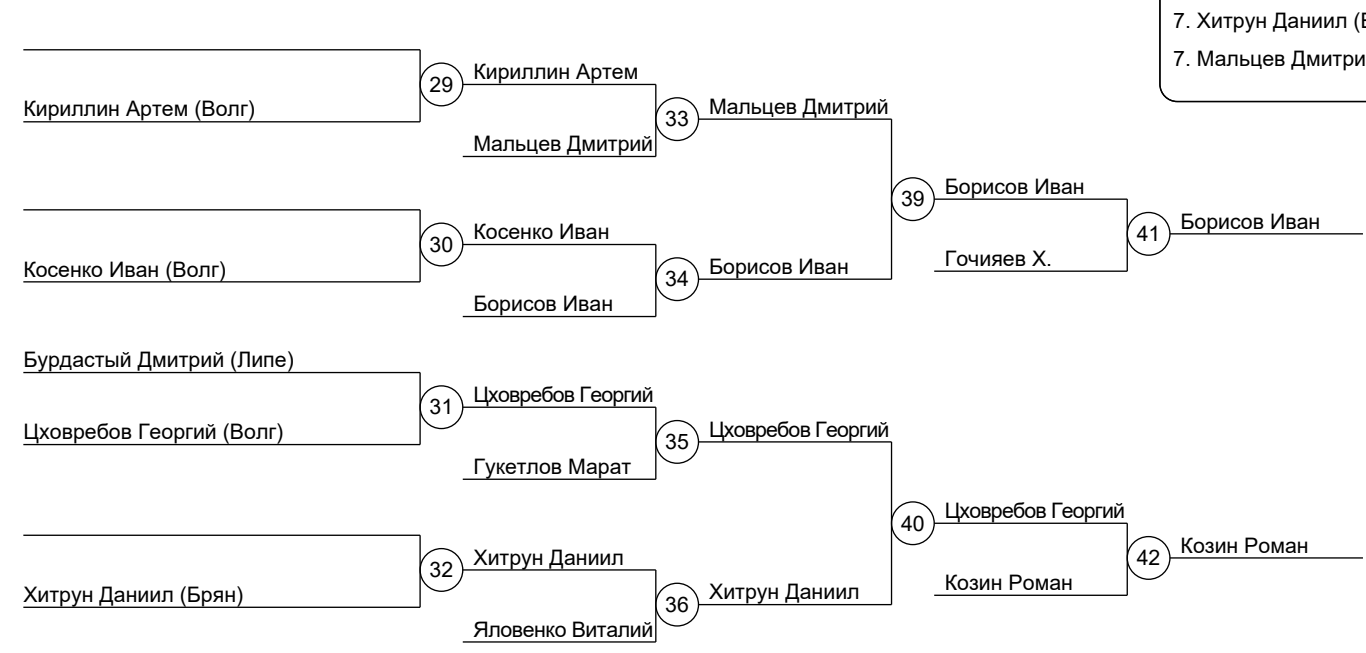 7. Хитрун Даниил (
7. Мальцев Дмитри
29
Кириллин Артем
Кириллин Артем (Волг)
33
Мальцев Дмитрий
Мальцев Дмитрий
39
Борисов Иван
30
Косенко Иван
41
Борисов Иван
Косенко Иван (Волг)
34
Борисов Иван
Гочияев Х.
Борисов Иван
Бурдастый Дмитрий (Липе)
31
Цховребов Георгий
Цховребов Георгий (Волг)
35
Цховребов Георгий
Гукетлов Марат
40
Цховребов Георгий
32
Хитрун Даниил
42
Козин Роман
Хитрун Даниил (Брян)
36
Хитрун Даниил
Козин Роман
Яловенко Виталий